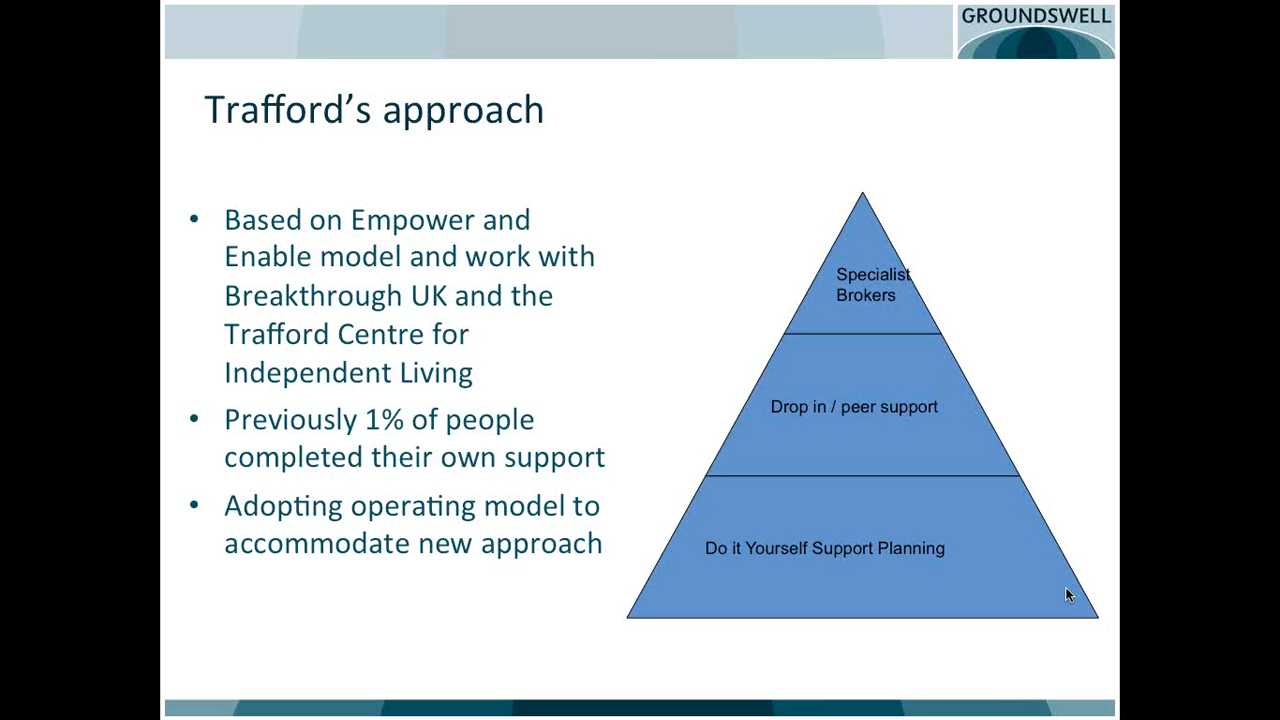 GROUNDSWELL
Trafford’s approach
• Based on Empower and
Enable model and work with
Breakthrough UK and the
Trafford Centre for
Independent Living
• Previously 1% of people
completed their own support
• Adopting operating model to
accommodate new approach
Specialist
Brokers
Drop in / peer support
Do it Yourself Support Planning